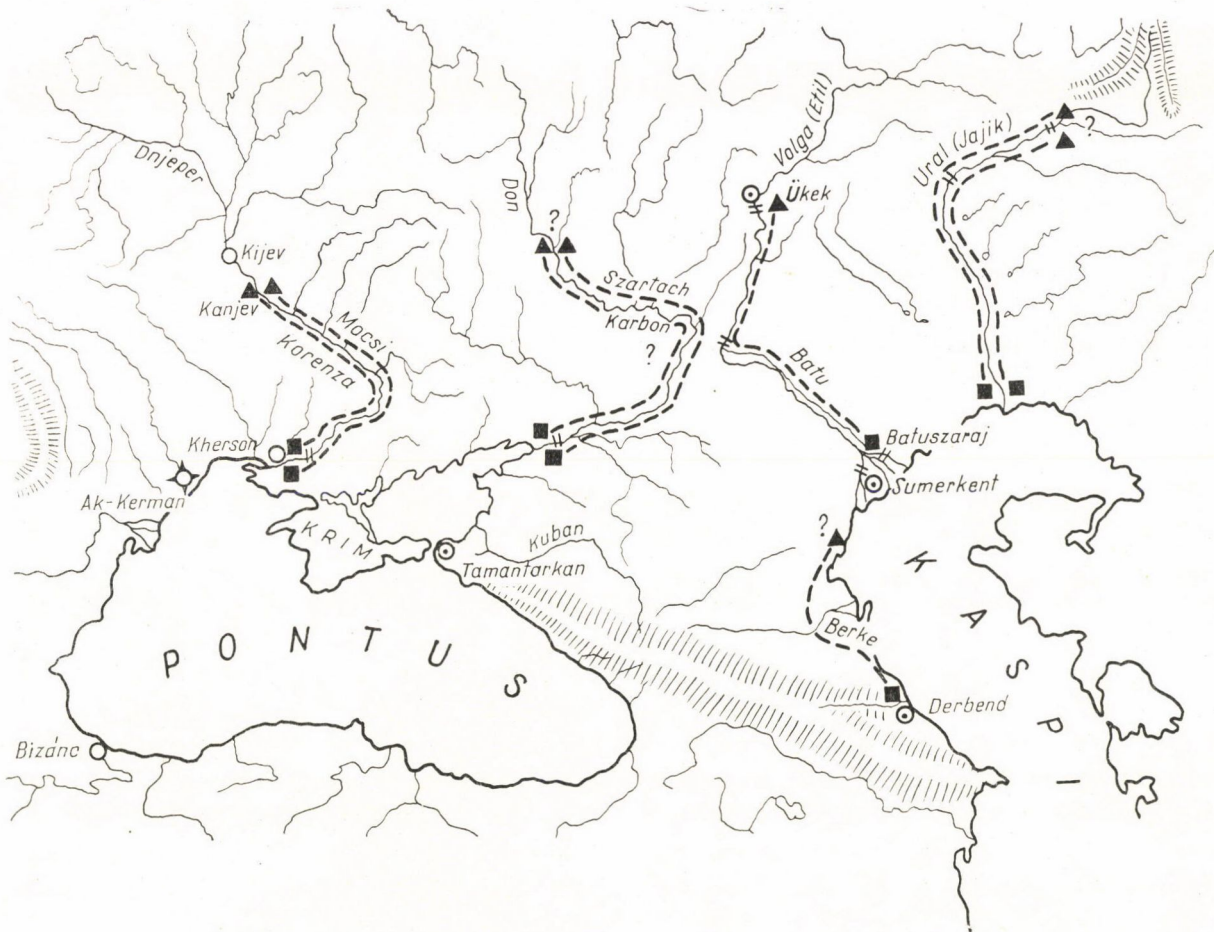 Dnjeper
Don
Volga (Etil)
Ural (Jajik)
?
Ükek
?
Kijev
Szartach
Kanjev
Macsi
Karbon
Korenza
?
Batu
Kherson
Batuszaraj
Ak-Kerman
Sumerkent
KRIM
Kuban
?
Tamantarkan
PONTUS
Berke
KASPI
Derbend
Bizánc